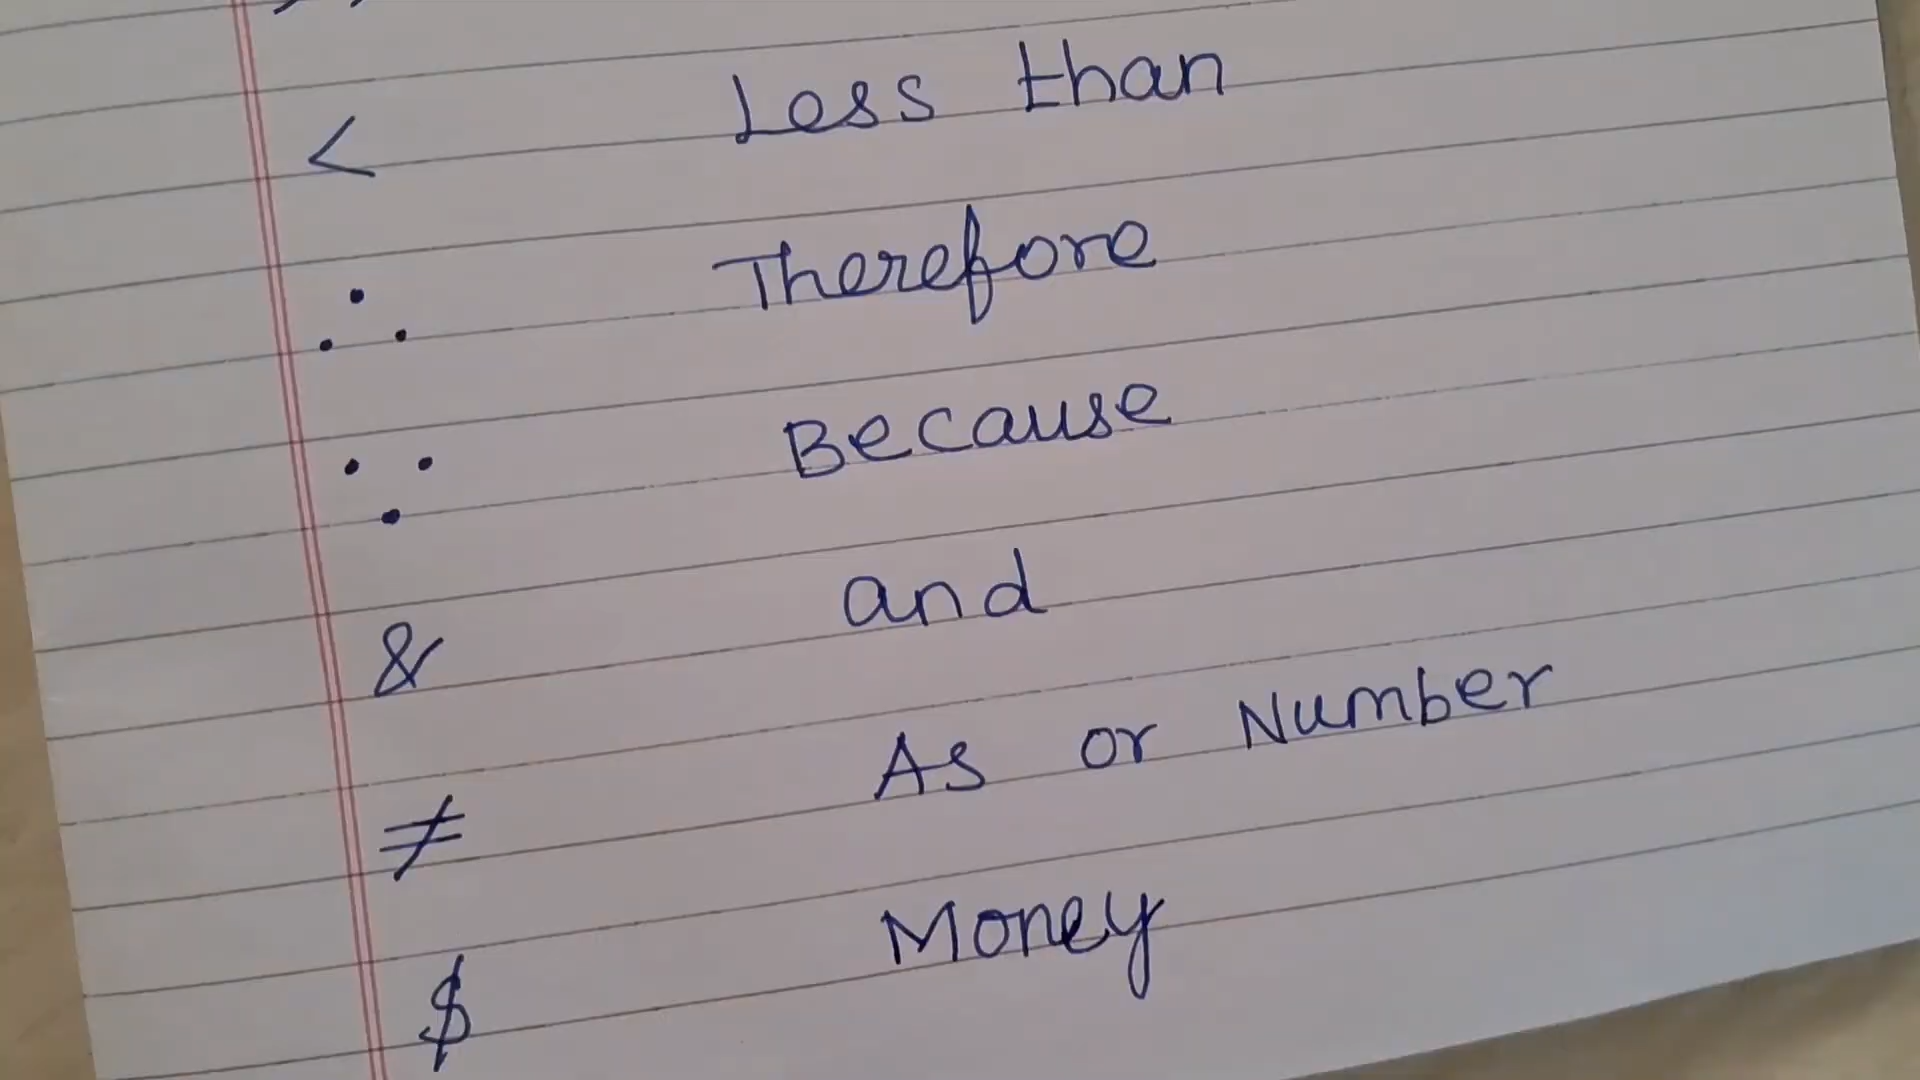 < Less than
∴ Therefore
∵ Because
& and
≠ As or Number
$ Money